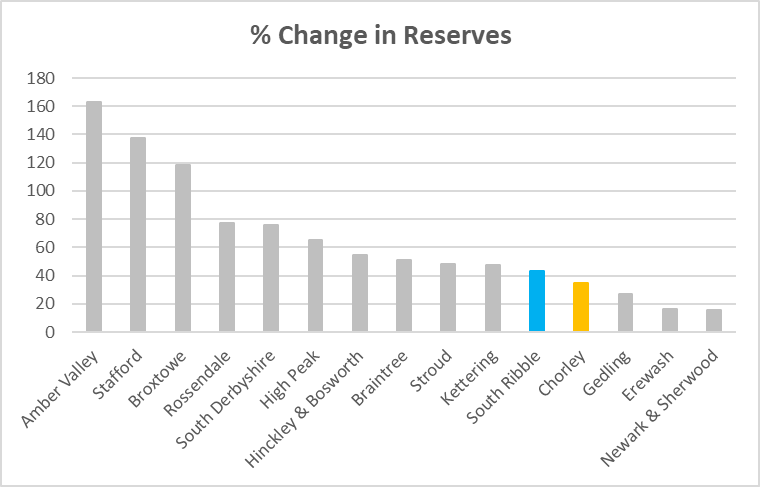 % Change in Reserves
180
160
140
120
100
80
60
40
20
0
Amber Valley
Stafford
Broxtowe
Rossendale
South Derbyshire
High Peak
Hinckley & Bosworth
Braintree
Stroud
Kettering
South Ribble
Chorley
Gedling
Erewash
Newark & Sherwood